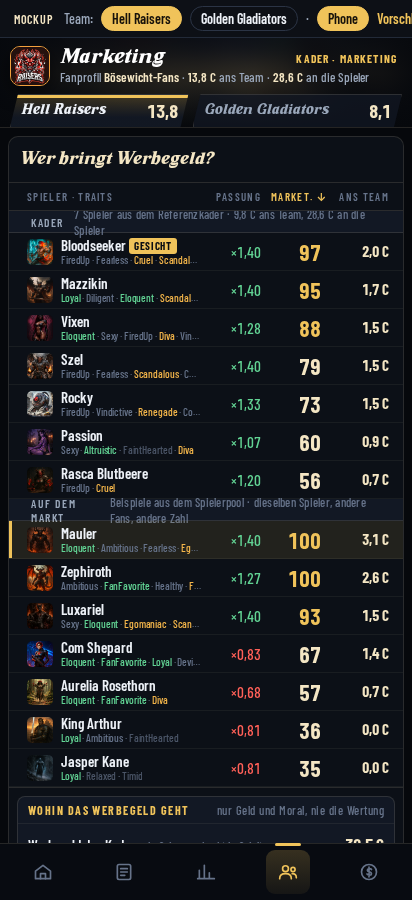 MOCKUP Team: Hell Raisers Golden Gladiators · Phone Vorschl
RAISERS
Marketing
KADER · MARKETING
Fanprofil Bösewicht-Fans · 13,8 C ans Team · 28,6 C an die Spieler
Hell Raisers 13,8 Golden Gladiators 8,1
Wer bringt Werbegeld?
SPIELER · TRAITS PASSUNG MARKET. ↓ ANS TEAM
KADER 7 Spieler aus dem Referenzkader · 9,8 C ans Team, 28,6 C an die
Spieler
Bloodseeker GESICHT ×1,40 97 2,0 C
FiredUp · Fearless · Cruel · Scandal…
Mazzikin ×1,40 95 1,7 C
Loyal · Diligent · Eloquent · Scandal…
Vixen ×1,28 88 1,5 C
Eloquent · Sexy · FiredUp · Diva · Vin…
Szel ×1,40 79 1,5 C
FiredUp · Fearless · Scandalous · C…
Rocky ×1,33 73 1,5 C
FiredUp · Vindictive · Renegade · Co…
Passion ×1,07 60 0,9 C
Sexy · Altruistic · FaintHearted · Diva
Rasca Blutbeere ×1,20 56 0,7 C
FiredUp · Cruel
AUF DEM MARKT Beispiele aus dem Spielerpool · dieselben Spieler, andere
Fans, andere Zahl
Mauler ×1,40 100 3,1 C
Eloquent · Ambitious · Fearless · Eg…
Zephiroth ×1,27 100 2,6 C
Ambitious · FanFavorite · Healthy · F…
Luxariel ×1,40 93 1,5 C
Sexy · Eloquent · Egomaniac · Scan…
Com Shepard ×0,83 67 1,4 C
Eloquent · FanFavorite · Loyal · Devi…
Aurelia Rosethorn ×0,68 57 0,7 C
Eloquent · FanFavorite · Diva
King Arthur ×0,81 36 0,0 C
Loyal · Ambitious · FaintHearted
Jasper Kane ×0,81 35 0,0 C
Loyal · Relaxed · Timid
WOHIN DAS WERBEGELD GEHT nur Geld und Moral, nie die Wertung